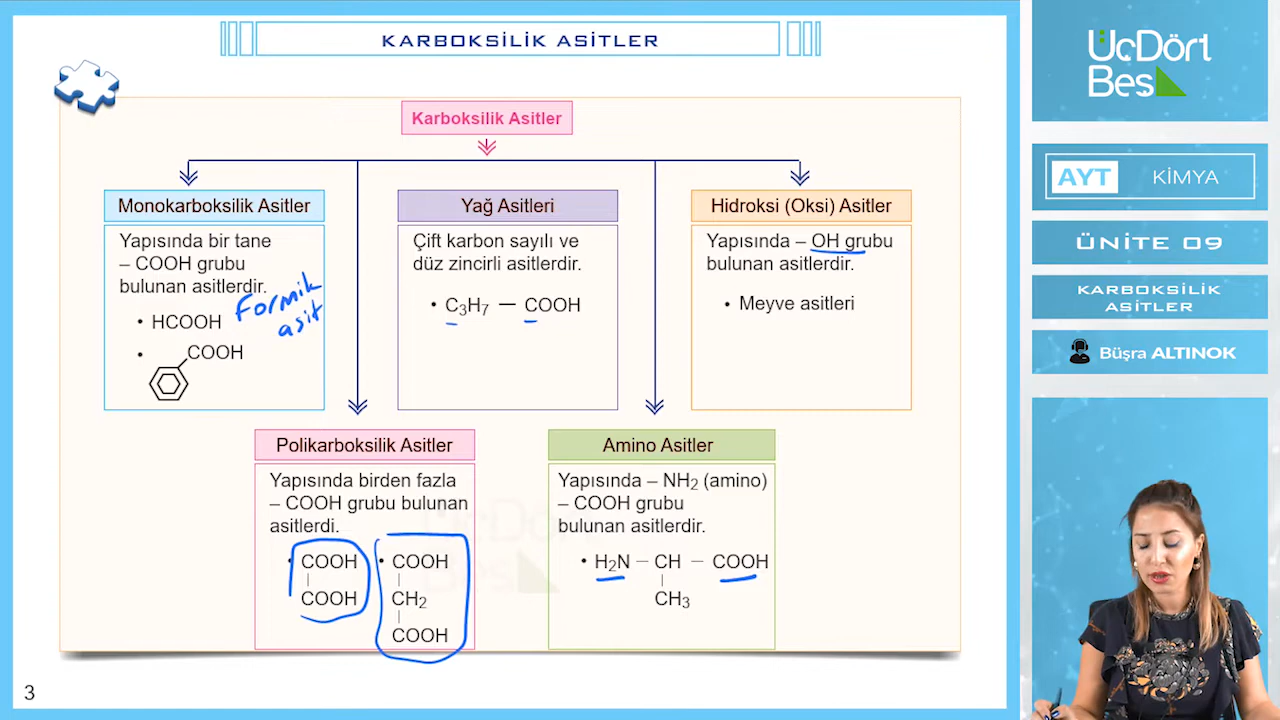 KARBOKSİLİK ASİTLER
Karboksilik Asitler
Monokarboksilik Asitler
Yapısında bir tane
– COOH grubu
bulunan asitlerdir.
• HCOOH
Formik
asit
• COOH
Yağ Asitleri
Çift karbon sayılı ve
düz zincirli asitlerdir.
• C3H7 – COOH
Hidroksi (Oksi) Asitler
Yapısında – OH grubu
bulunan asitlerdir.
• Meyve asitleri
Polikarboksilik Asitler
Yapısında birden fazla
– COOH grubu bulunan
asitlerdi.
• COOH
COOH
• COOH
CH2
COOH
Amino Asitler
Yapısında – NH2 (amino)
– COOH grubu
bulunan asitlerdir.
• H2N – CH – COOH
CH3
3
ÜçDört
Beş
AYT KİMYA
ÜNİTE 09
KARBOKSİLİK
ASİTLER
Büşra ALTINOK